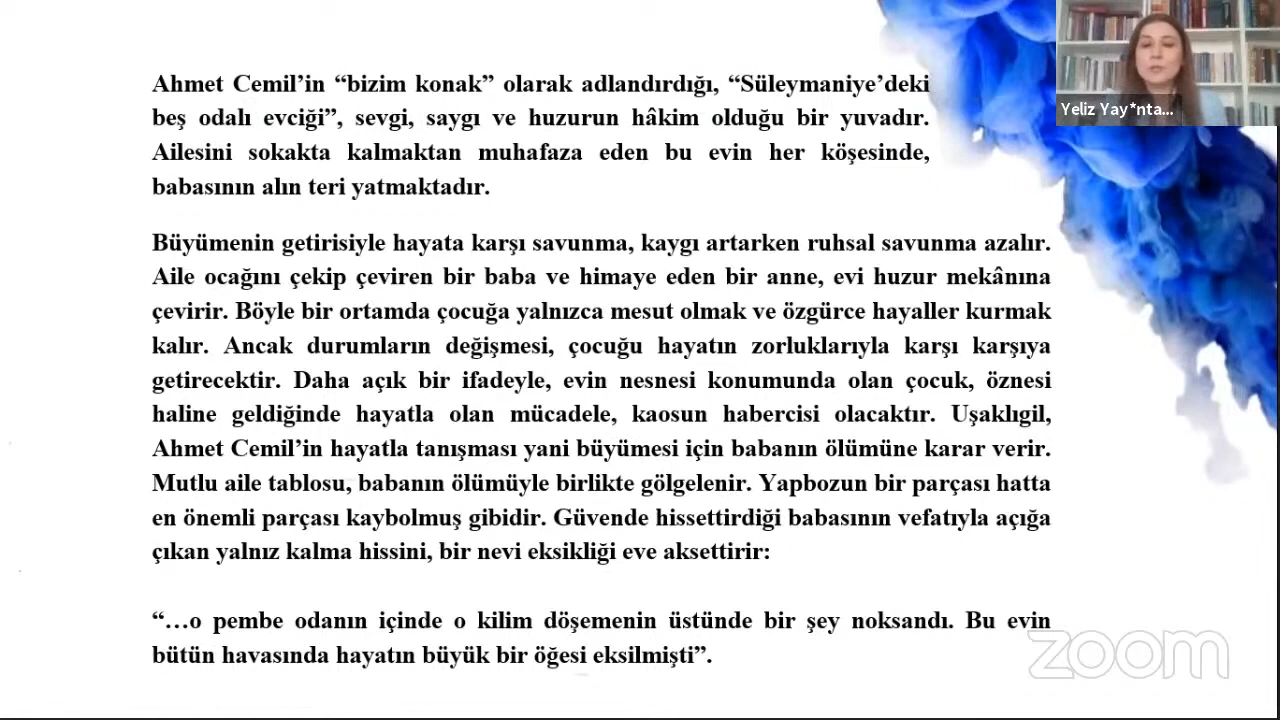 Ahmet Cemil’in “bizim konak” olarak adlandırdığı, “Süleymaniye’deki
beş odalı evciği”, sevgi, saygı ve huzurun hâkim olduğu bir yuvadır.
Ailesini sokakta kalmaktan muhafaza eden bu evin her köşesinde,
babasının alın teri yatmaktadır.
Büyümenin getirisiyle hayata karşı savunma, kaygı artarken ruhsal savunma azalır.
Aile ocağını çekip çeviren bir baba ve himaye eden bir anne, evi huzur mekânına
çevirir. Böyle bir ortamda çocuğa yalnızca mesut olmak ve özgürce hayaller kurmak
kalır. Ancak durumların değişmesi, çocuğu hayatın zorluklarıyla karşı karşıya
getirecektir. Daha açık bir ifadeyle, evin nesnesi konumunda olan çocuk, öznesi
haline geldiğinde hayatla olan mücadele, kaosun habercisi olacaktır. Uşaklıgil,
Ahmet Cemil’in hayatla tanışması yani büyümesi için babanın ölümüne karar verir.
Mutlu aile tablosu, babanın ölümüyle birlikte gölgelenir. Yapbozun bir parçası hatta
en önemli parçası kaybolmuş gibidir. Güvende hissettirdiği babasının vefatıyla açığa
çıkan yalnız kalma hissini, bir nevi eksikliği eve aksettirir:
“…o pembe odanın içinde o kilim döşemenin üstünde bir şey noksandı. Bu evin
bütün havasında hayatın büyük bir öğesi eksilmişti”.
Yeliz Yay*nta...
zoom